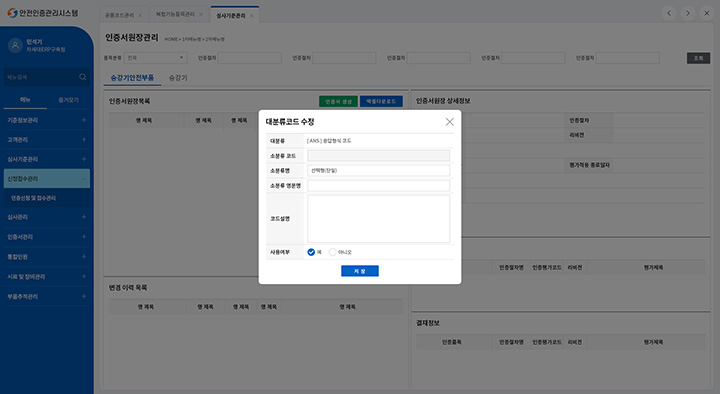 안전인증관리시스템
공통코드관리 ×
복합기능품목관리 ×
심사기준관리 ×
민석기
차세대ERP구축팀
메뉴검색
메뉴
즐겨찾기
기준정보관리 +
고객관리 +
심사기준관리 +
신청접수관리 -
인증신청 및 접수관리
심사관리 +
인증서관리 +
통합민원 +
시료 및 장비관리 +
부품추적관리 +
인증서원장관리
HOME > 1차메뉴명 > 2차메뉴명
품목분류 전체 인증절차 인증절차 인증절차 인증절차 인증절차 조회
승강기안전부품 승강기
인증서원장목록 인증서 생성 엑셀다운로드
행 제목 행 제목 행 제목
인증서원장 상세정보
인증절차
리비전
평가적용 종료일자
대분류코드 수정
대분류 [ ANS ] 응답형식 코드
소분류 코드
소분류명 선택형(단일)
소분류 영문명
코드설명
사용여부 예 아니오
저 장
변경 이력 목록
행 제목 행 제목 행 제목 행 제목 행 제목
인증절차명 인증평가코드 리비전 평가제목
결재정보
인증품목 인증절차명 인증평가코드 리비전 평가제목